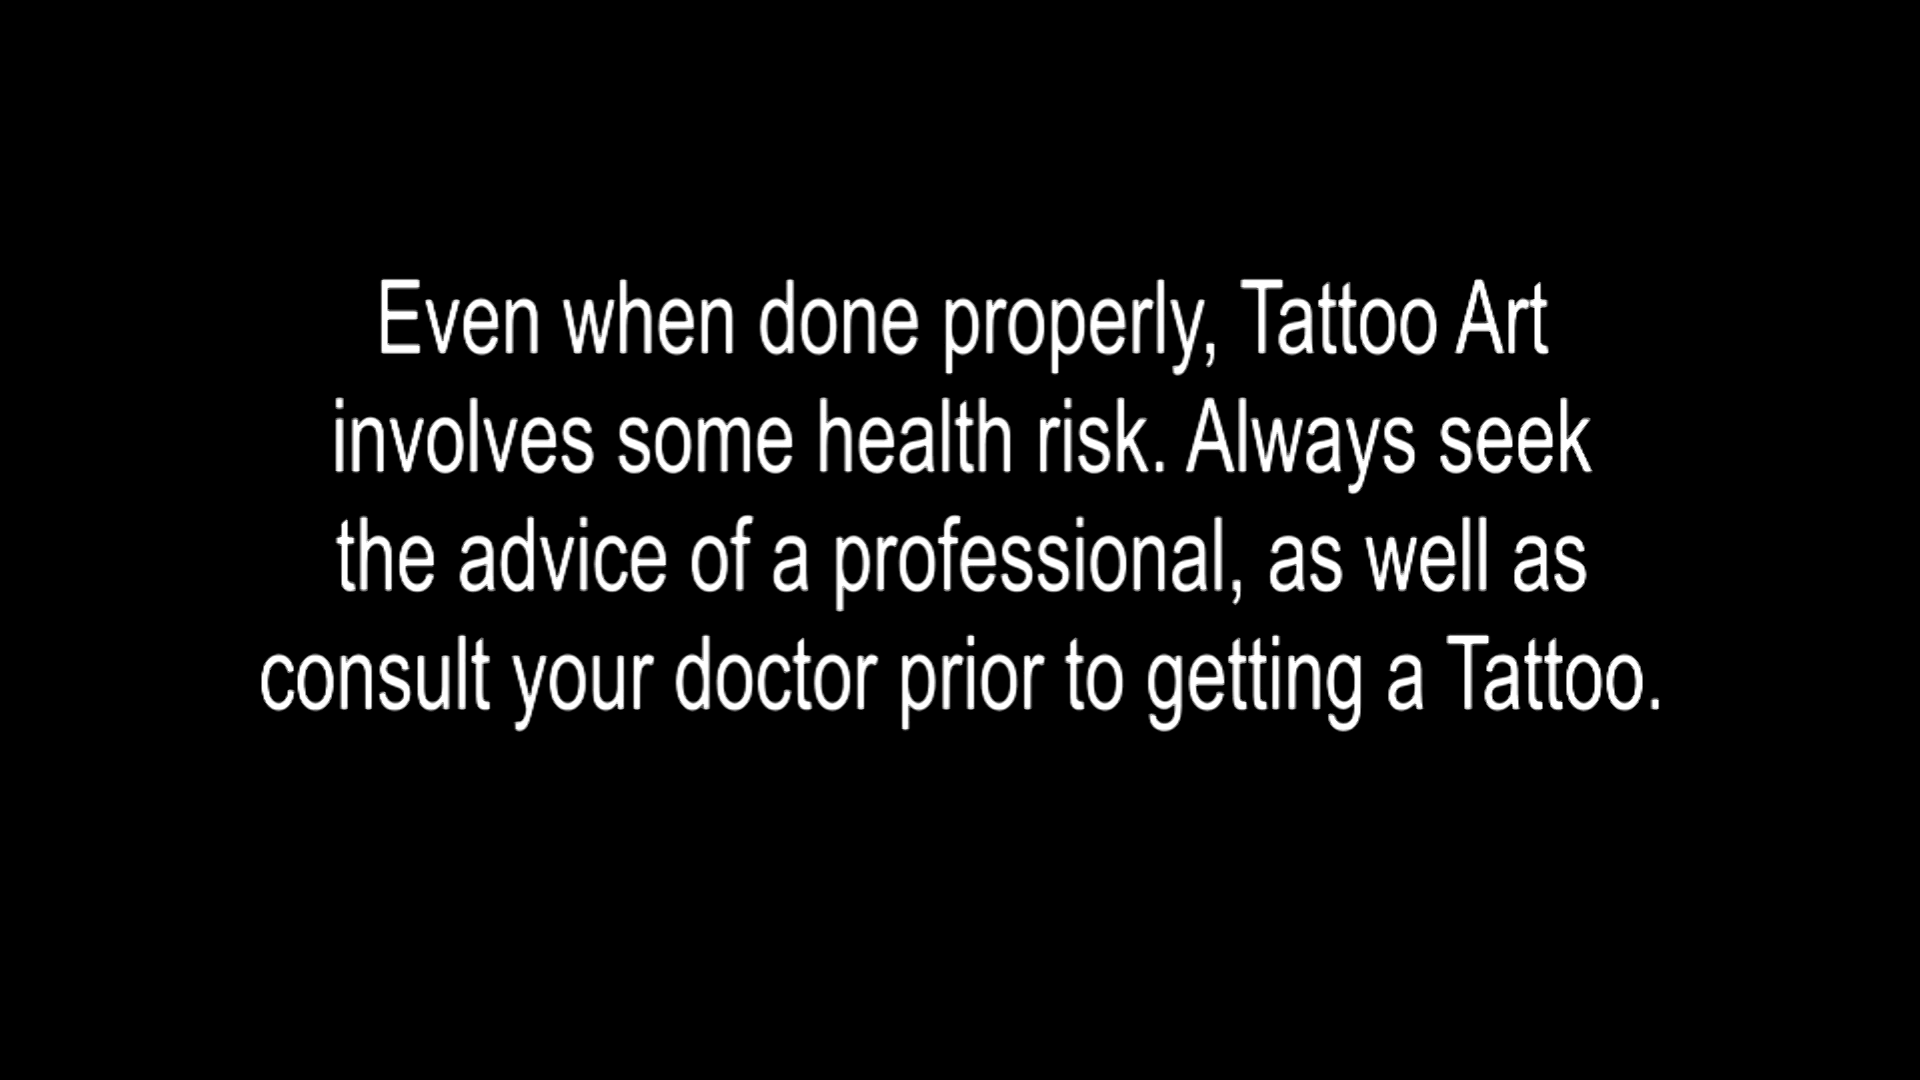 Even when done properly, Tattoo Art
involves some health risk. Always seek
the advice of a professional, as well as
consult your doctor prior to getting a Tattoo.